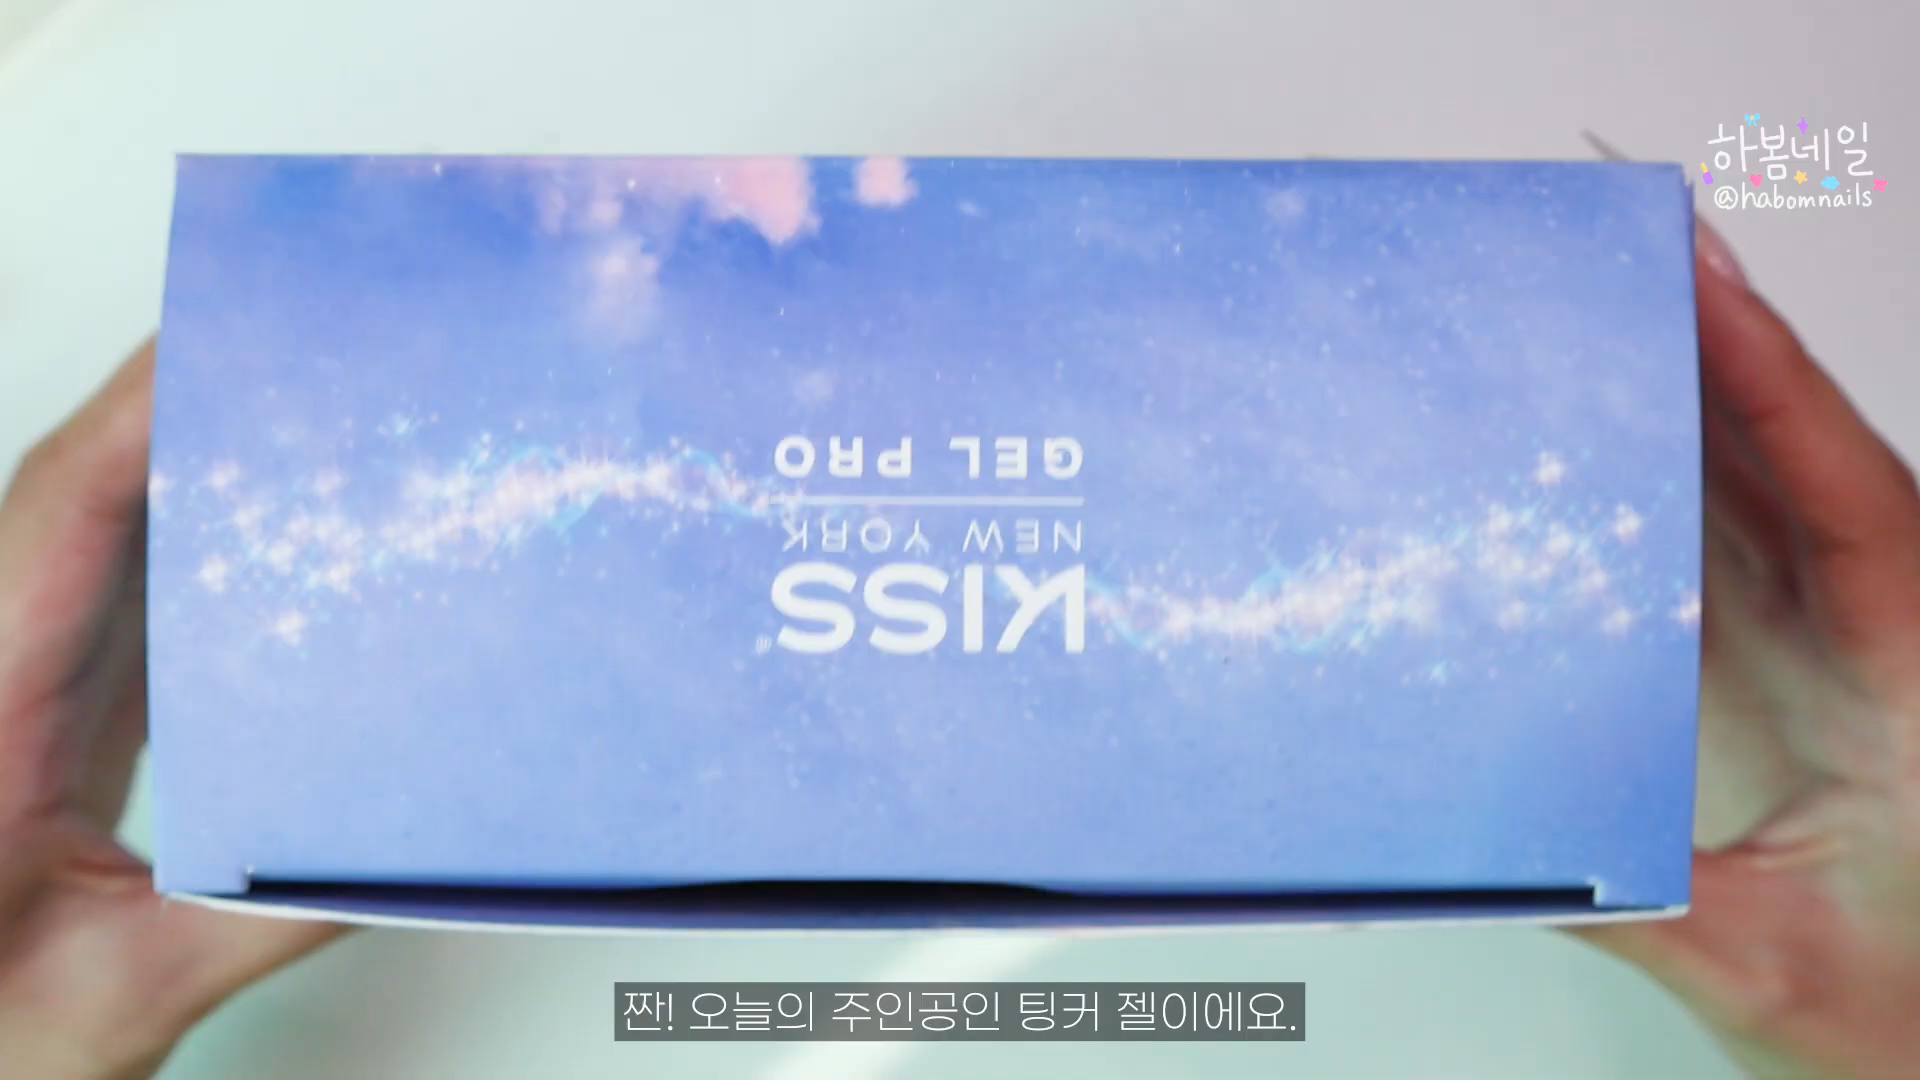 하봄네일
@habomnails
KISS
NEW YORK
GEL PRO
짠! 오늘의 주인공인 팅커 젤이에요.